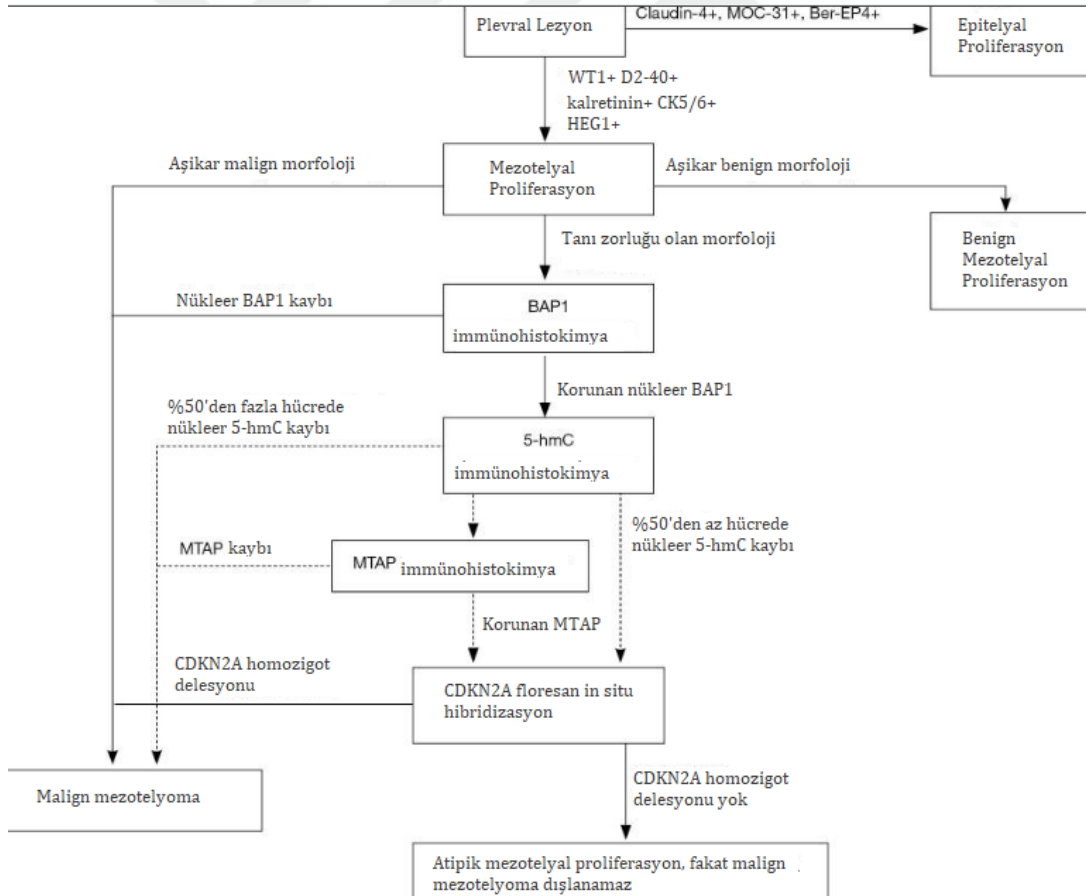 Claudin-4+, MOC-31+, Ber-EP4+
Plevral Lezyon
Epitelyal
Proliferasyon
WT1+ D2-40+
kalretinin+ CK5/6+
HEG1+
Aşikar malign morfoloji
Mezotelyal
Proliferasyon
Aşikar benign morfoloji
Tanı zorluğu olan morfoloji
Benign
Mezotelyal
Proliferasyon
Nükleer BAP1 kaybı
BAP1
immünohistokimya
Korunan nükleer BAP1
%50'den fazla hücrede
nükleer 5-hmC kaybı
5-hmC
immünohistokimya
%50'den az hücrede
nükleer 5-hmC kaybı
MTAP kaybı
MTAP immünohistokimya
Korunan MTAP
CDKN2A homozigot
delesyonu
CDKN2A floresan in situ
hibridizasyon
Malign mezotelyoma
CDKN2A homozigot
delesyonu yok
Atipik mezotelyal proliferasyon, fakat malign
mezotelyoma dışlanamaz